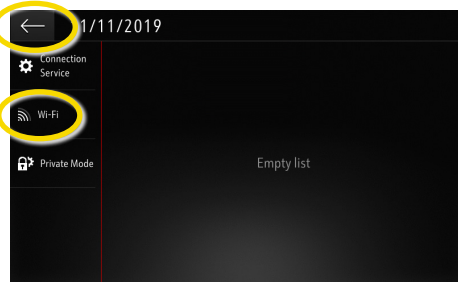 1/11/2019
Connection
Service
Wi-Fi
Private Mode
Empty list